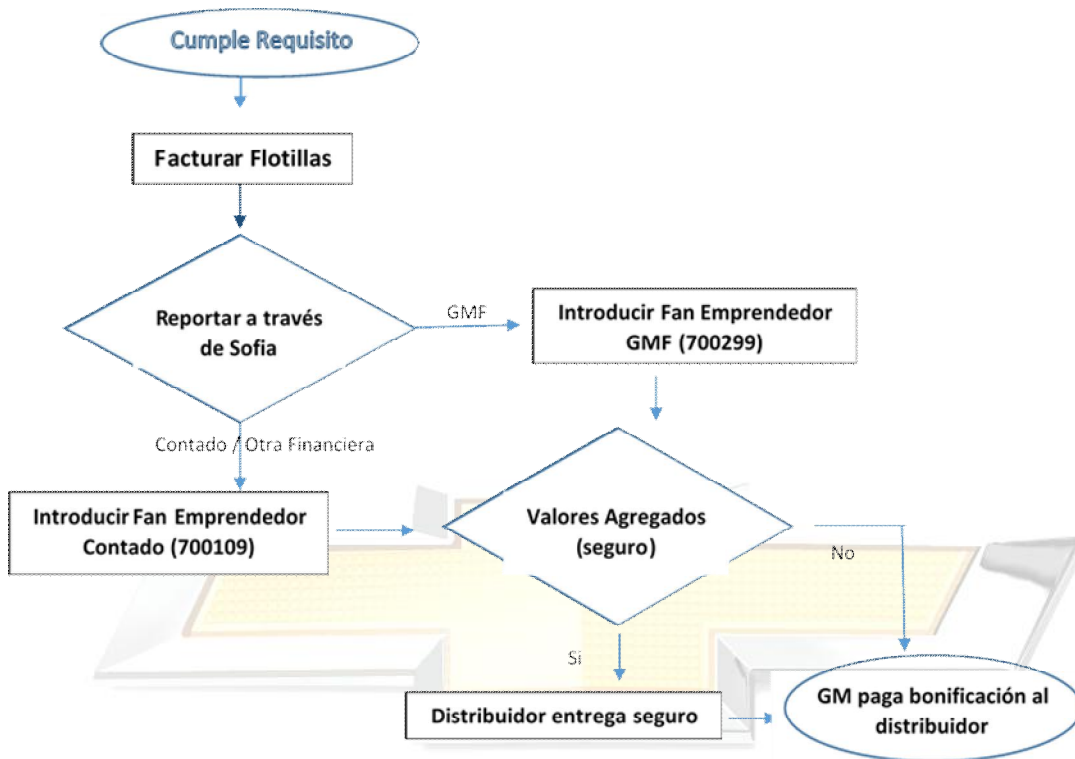 Cumple Requisito
Facturar Flotillas
Reportar a través
de Sofia
GMF
Introducir Fan Emprendedor
GMF (700299)
Contado / Otra Financiera
Introducir Fan Emprendedor
Contado (700109)
Valores Agregados
(seguro)
No
Si
Distribuidor entrega seguro
GM paga bonificación al
distribuidor